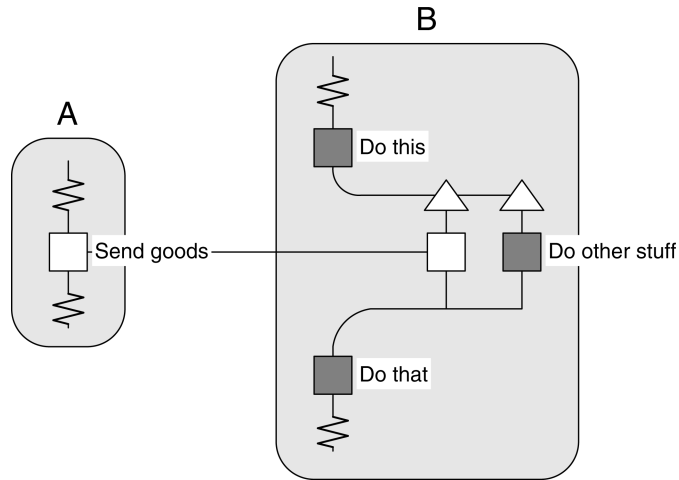 B
A
Do this
Send goods
Do other stuff
Do that